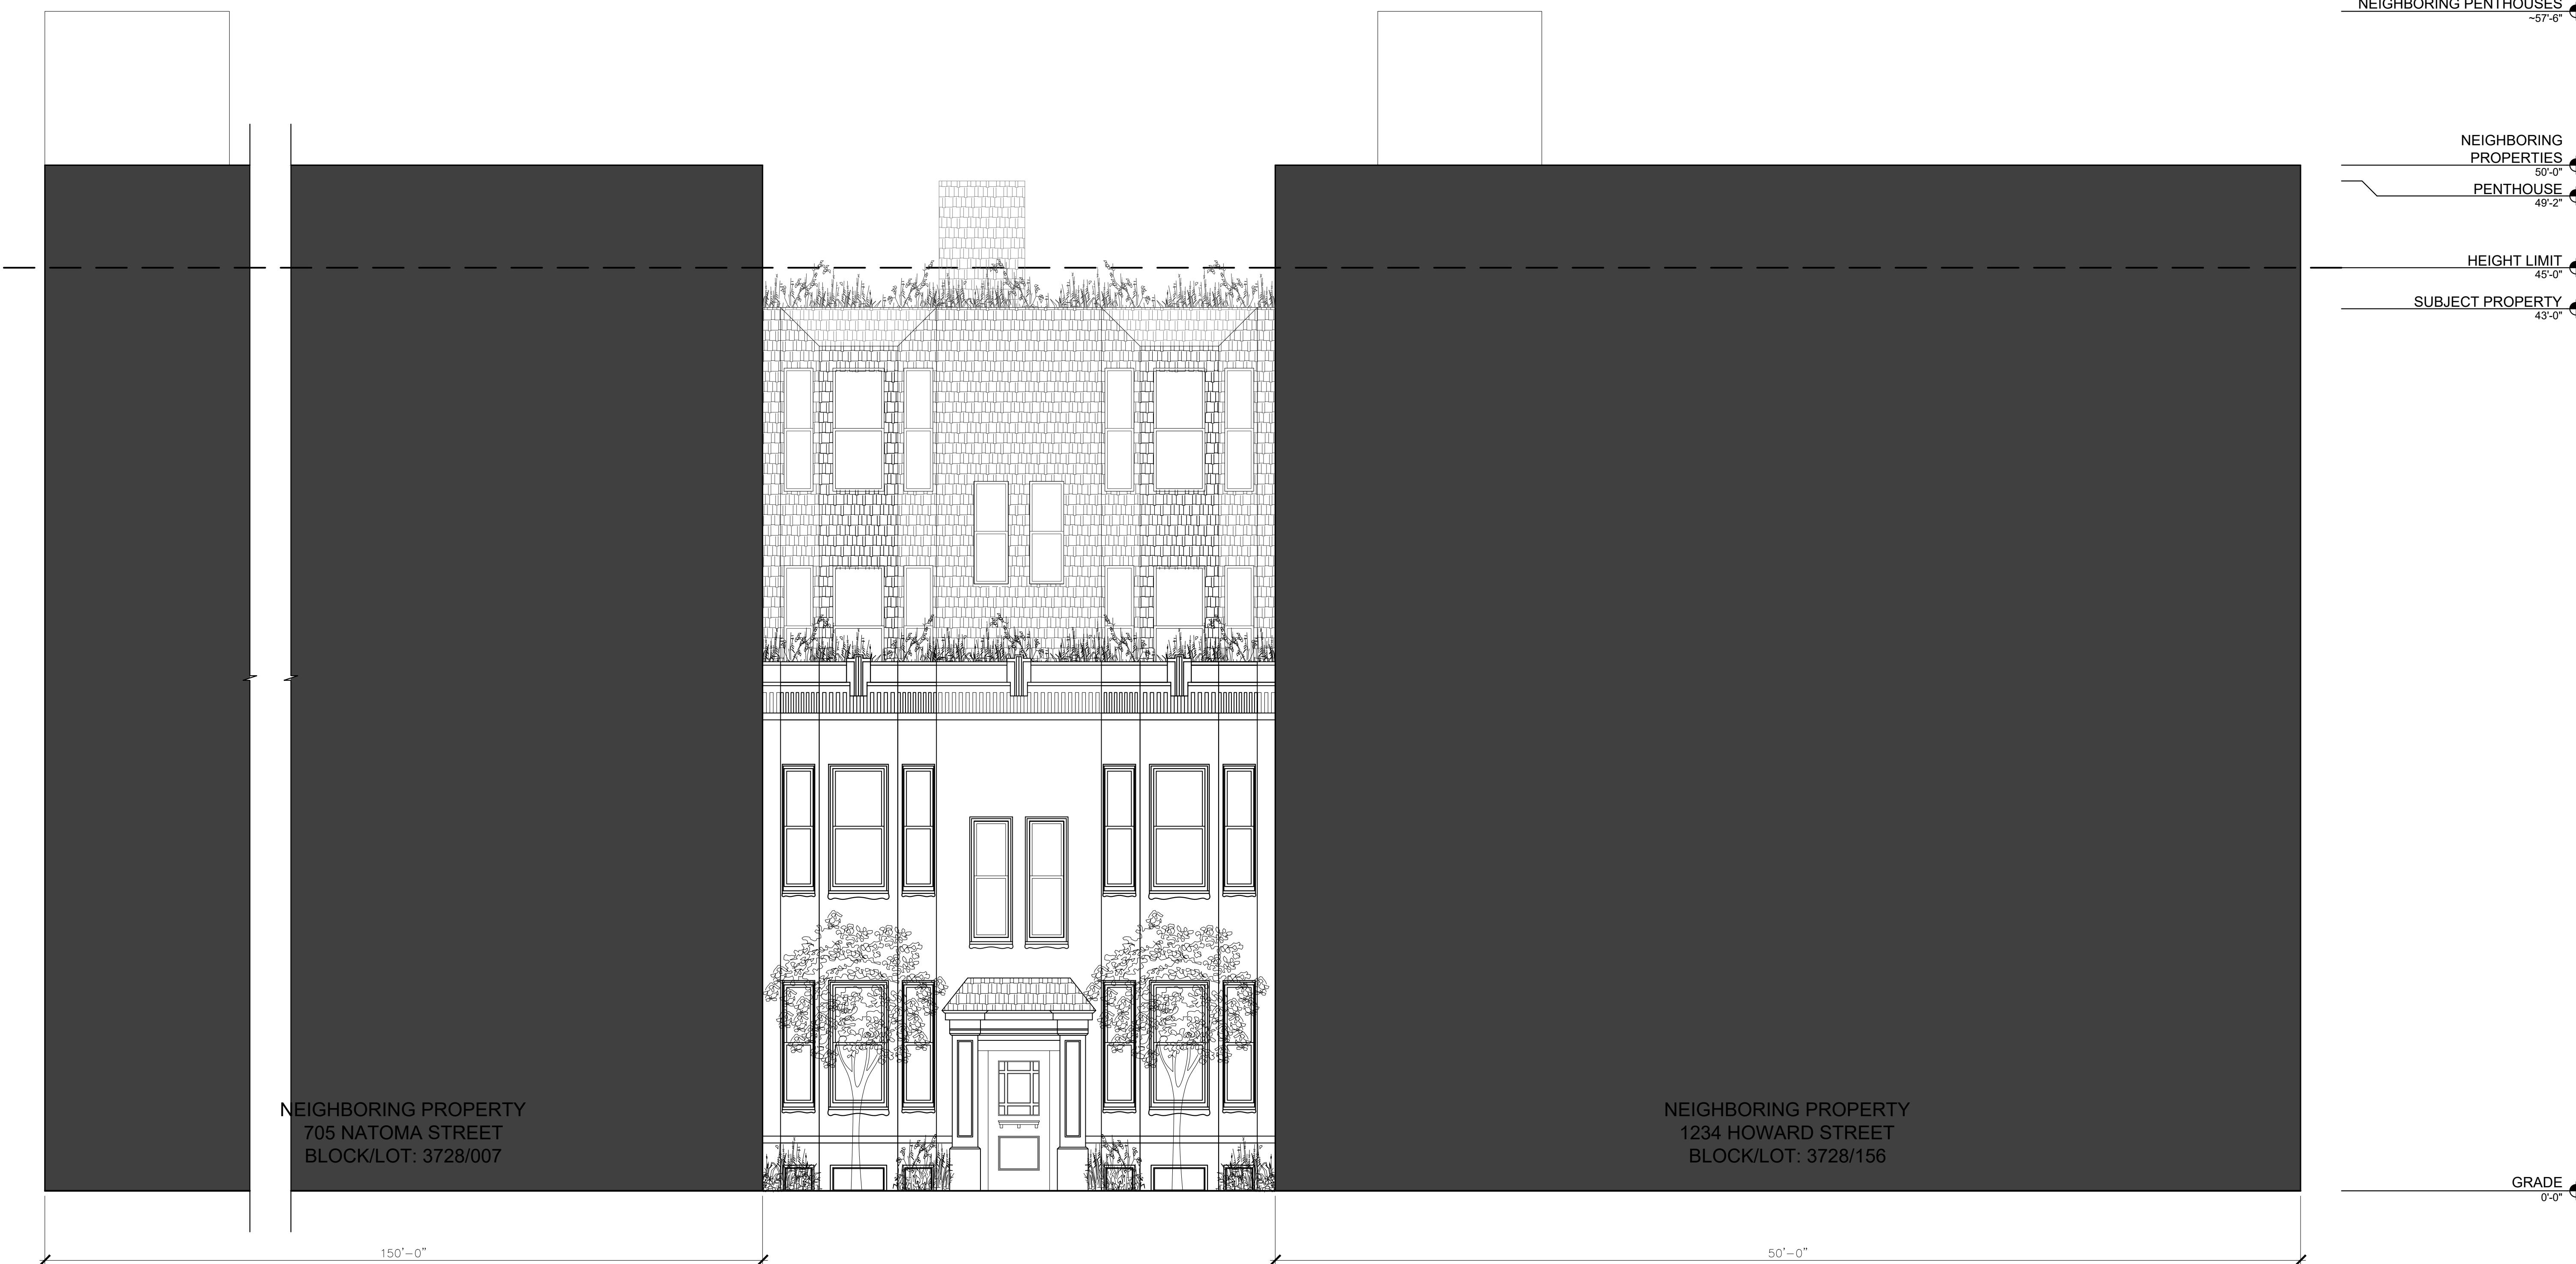 NEIGHBORING PENTHOUSES
~57'-6"
NEIGHBORING
PROPERTIES
50'-0"
PENTHOUSE
49'-2"
HEIGHT LIMIT
45'-0"
SUBJECT PROPERTY
43'-0"
NEIGHBORING PROPERTY
705 NATOMA STREET
BLOCK/LOT: 3728/007
NEIGHBORING PROPERTY
1234 HOWARD STREET
BLOCK/LOT: 3728/156
GRADE
0'-0"
150'-0"
50'-0"